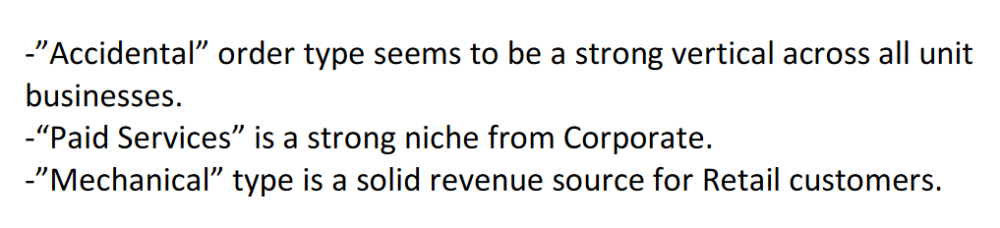 -”Accidental” order type seems to be a strong vertical across all unit
businesses.
-“Paid Services” is a strong niche from Corporate.
-”Mechanical” type is a solid revenue source for Retail customers.